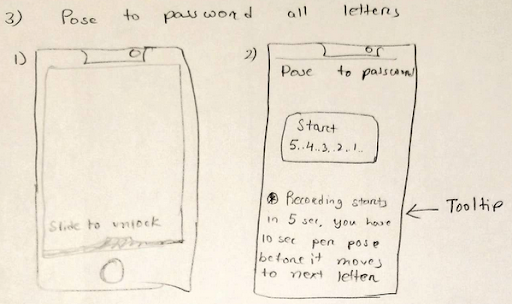 3) Pose to password all letters
1)
Slide to unlock
2)
Pose to password
Start
5..4..3..2..1..
Recording starts
in 5 sec, you have
10 sec per pose
before it moves
to next letter
Tooltip